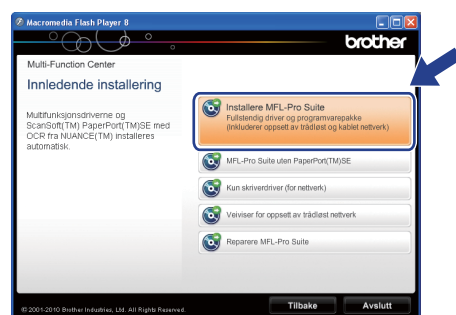 Macromedia Flash Player 8
brother
Multi-Function Center
Innledende installering
Multifunksjonsdriverne og
ScanSoft(TM) PaperPort(TM)SE med
OCR fra NUANCE(TM) installeres
automatisk.
Installere MFL-Pro Suite
Fullstendig driver og programvarepakke
(Inkluderer oppsett av trådløst og kablet nettverk)
MFL-Pro Suite uten PaperPort(TM)SE
Kun skriverdriver (for nettverk)
Veiviser for oppsett av trådløst nettverk
Reparere MFL-Pro Suite
© 2001-2010 Brother Industries, Ltd. All Rights Reserved.
Tilbake
Avslutt